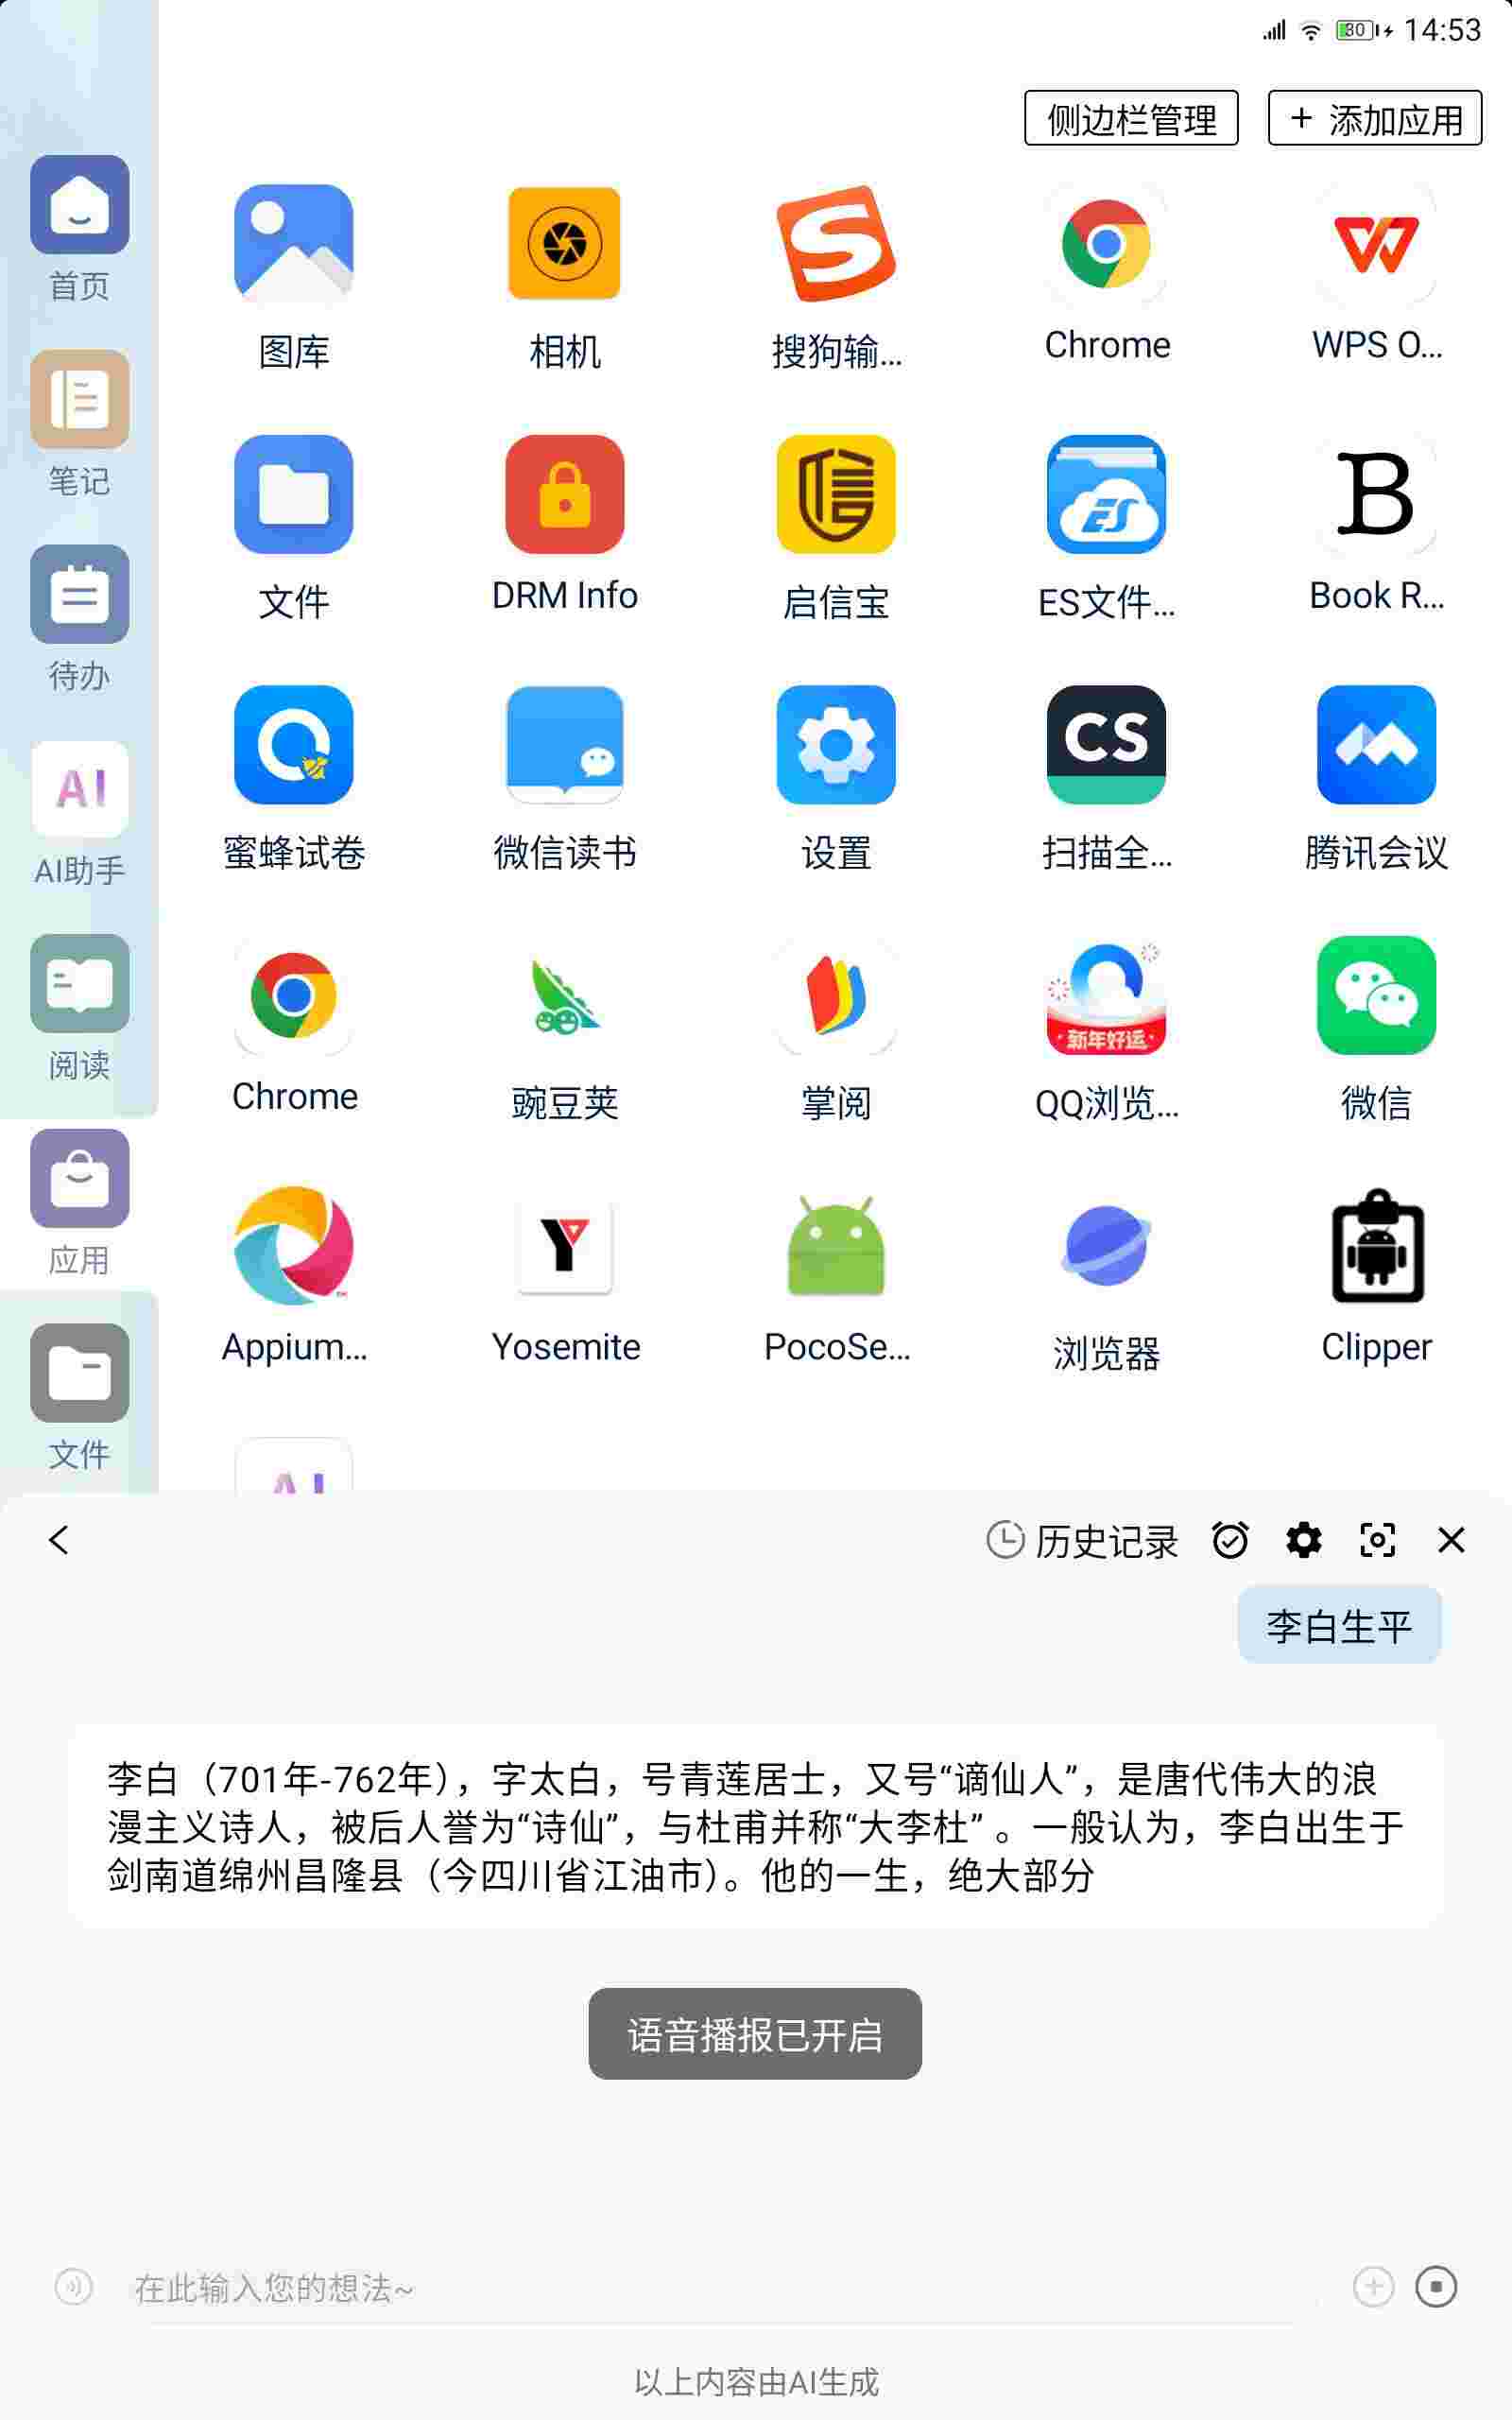 30 14:53
侧边栏管理 + 添加应用
首页
图库 相机 搜狗输... Chrome WPS O...
笔记
文件 DRM Info 启信宝 ES文件... Book R...
待办
AI
AI助手
蜜蜂试卷 微信读书 设置 扫描全... 腾讯会议
CS
阅读
新年好运
Chrome 豌豆荚 掌阅 QQ浏览... 微信
应用
Appium... Yosemite PocoSe... 浏览器 Clipper
文件
AI
历史记录
李白生平
李白（701年-762年），字太白，号青莲居士，又号“谪仙人”，是唐代伟大的浪
漫主义诗人，被后人誉为“诗仙”，与杜甫并称“大李杜” 。一般认为，李白出生于
剑南道绵州昌隆县（今四川省江油市）。他的一生，绝大部分
语音播报已开启
在此输入您的想法~
以上内容由AI生成